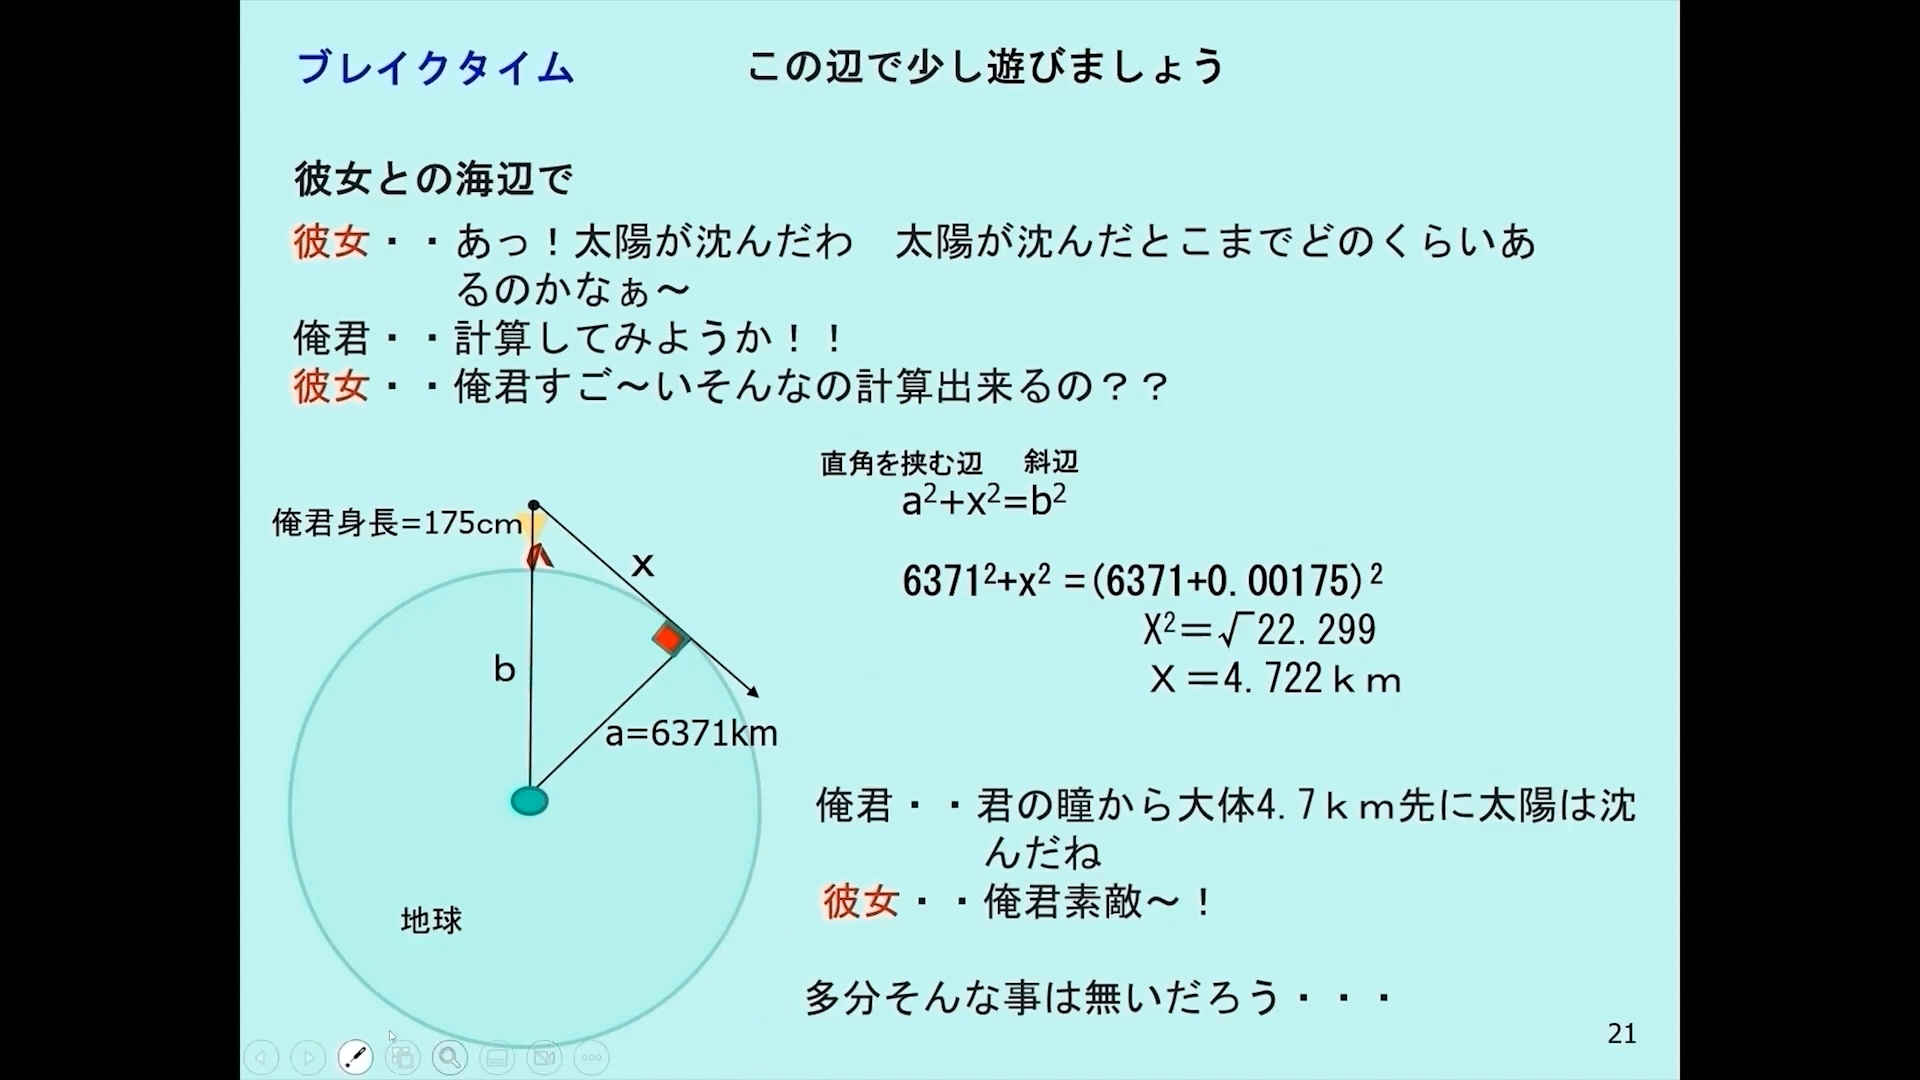 ブレイクタイム　この辺で少し遊びましょう
彼女との海辺で
彼女・・あっ！太陽が沈んだわ　太陽が沈んだとこまでどのくらいあ
るのかなぁ～
俺君・・計算してみようか！！
彼女・・俺君すご～いそんなの計算出来るの？？
直角を挟む辺　斜辺
a²+x²=b²
俺君身長=175cm
x
6371²+x²=(6371+0.00175)²
X²=√22.299
X=4.722ｋｍ
b
a=6371km
俺君・・君の瞳から大体4.7ｋｍ先に太陽は沈
んだね
彼女・・俺君素敵～！
地球
多分そんな事は無いだろう・・・
21